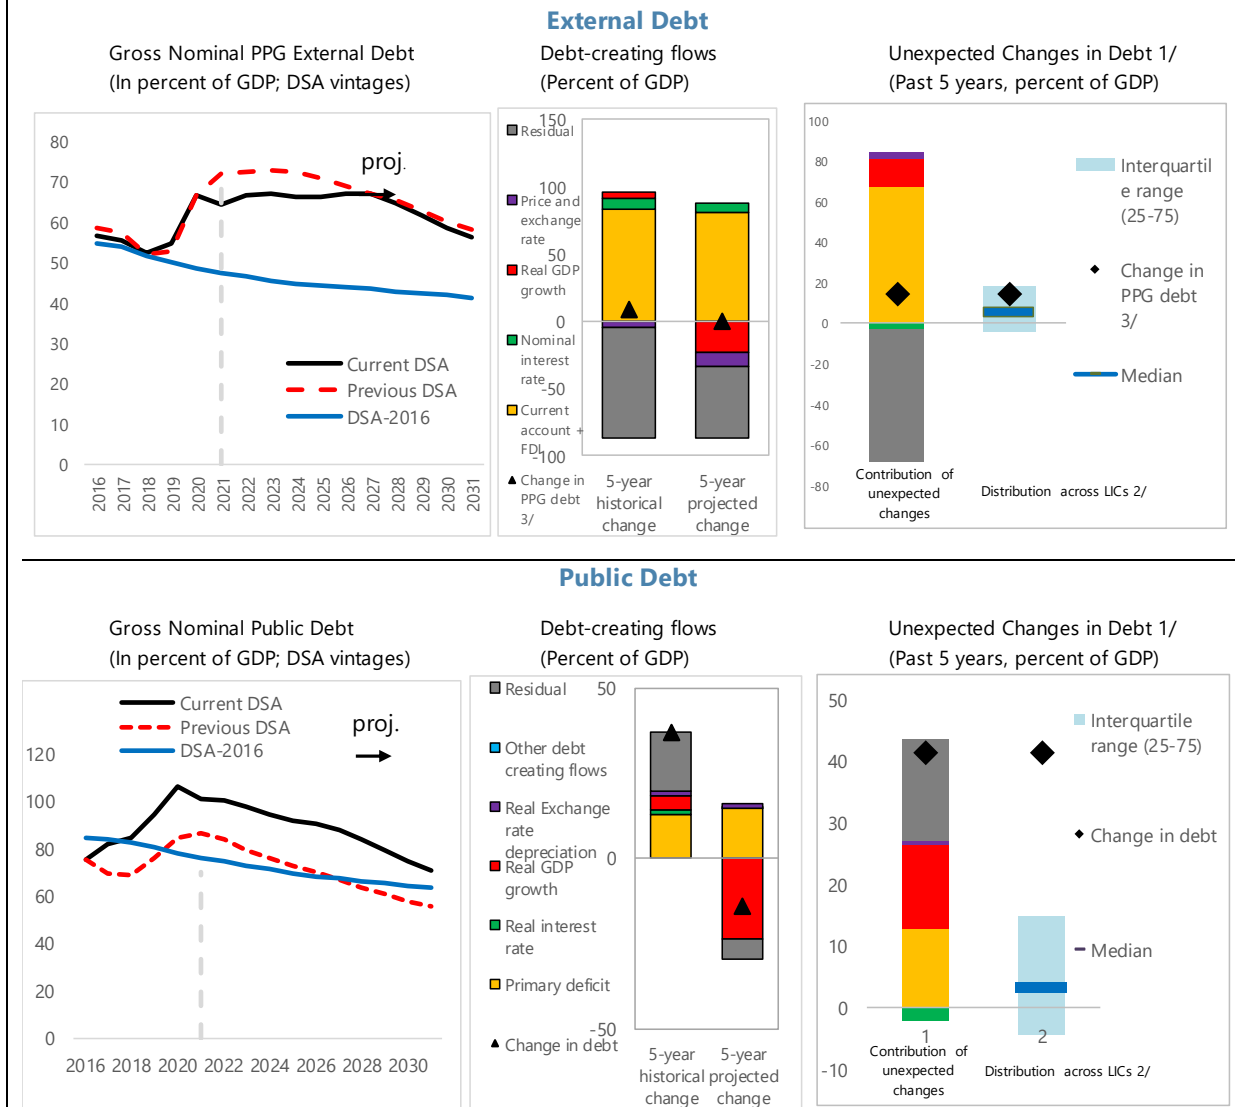 External Debt
Gross Nominal PPG External Debt
(In percent of GDP; DSA vintages)
80
70
60
50
40
30
20
10
0
proj.
Current DSA
Previous DSA
DSA-2016
2016
2017
2018
2019
2020
2021
2022
2023
2024
2025
2026
2027
2028
2029
2030
2031
Debt-creating flows
(Percent of GDP)
Residual
Price and
exchange
rate
Real GDP
growth
Nominal
interest
rate
Current
account +
FDI
Change in
PPG debt
3/
150
100
50
0
-50
-100
5-year
historical
change
5-year
projected
change
Unexpected Changes in Debt 1/
(Past 5 years, percent of GDP)
100
80
60
40
20
0
-20
-40
-60
-80
Contribution of
unexpected
changes
Distribution across LICs 2/
Interquartil
e range
(25-75)
Change in
PPG debt
3/
Median
Public Debt
Gross Nominal Public Debt
(In percent of GDP; DSA vintages)
Current DSA
Previous DSA
DSA-2016
proj.
120
100
80
60
40
20
0
2016 2018 2020 2022 2024 2026 2028 2030
Debt-creating flows
(Percent of GDP)
Residual
Other debt
creating flows
Real Exchange
rate
depreciation
Real GDP
growth
Real interest
rate
Primary deficit
Change in debt
50
0
-50
5-year
historical
change
5-year
projected
change
Unexpected Changes in Debt 1/
(Past 5 years, percent of GDP)
50
40
30
20
10
0
-10
1
2
Contribution of
unexpected
changes
Distribution across LICs 2/
Interquartile
range (25-75)
Change in debt
Median